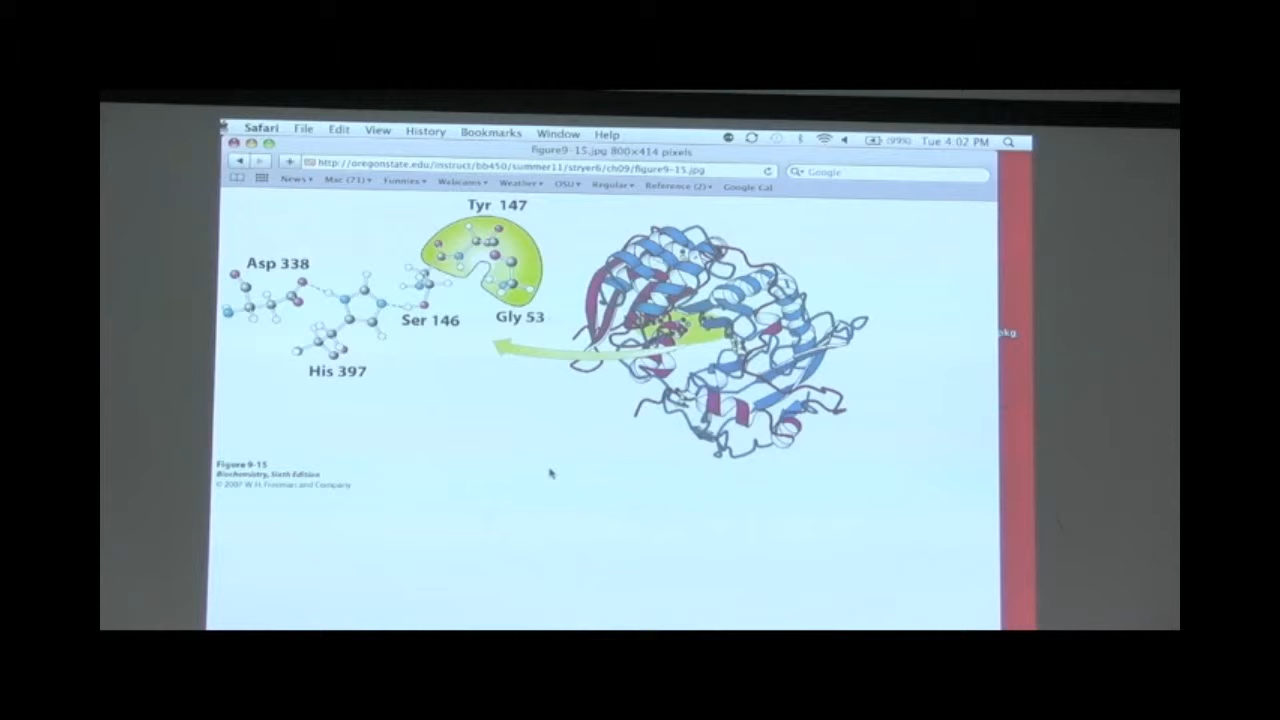 Safari File Edit View History Bookmarks Window Help (99%) Tue 4:02 PM
figure9-15.jpg 800×414 pixels
http://oregonstate.edu/instruct/bb450/summer11/stryer6/ch09/figure9-15.jpg Google
News Mac (71) Funnies Webcams Weather OSU Regular Reference (2) Google Cal
Tyr 147
Asp 338
Ser 146
Gly 53
His 397
pkg
Figure 9-15
Biochemistry, Sixth Edition
© 2007 W. H. Freeman and Company